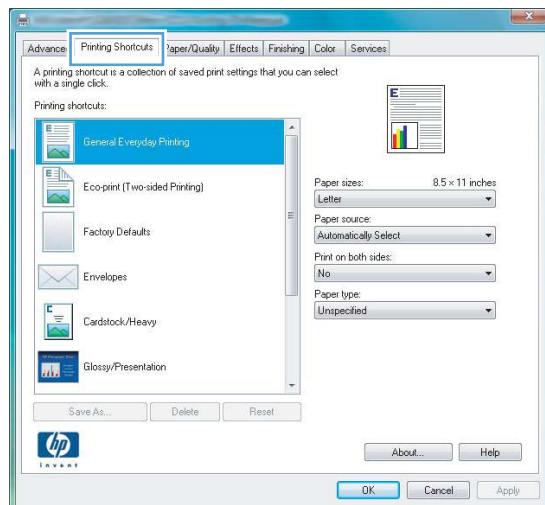 Advanced Printing Shortcuts Paper/Quality Effects Finishing Color Services
A printing shortcut is a collection of saved print settings that you can select
with a single click.
Printing shortcuts:
General Everyday Printing
Eco-print (Two-sided Printing)
Factory Defaults
Envelopes
Cardstock/Heavy
Glossy/Presentation
E
Paper sizes: 8.5 × 11 inches
Letter
Paper source:
Automatically Select
Print on both sides:
No
Paper type:
Unspecified
Save As... Delete Reset
hp
invent
About... Help
OK Cancel Apply